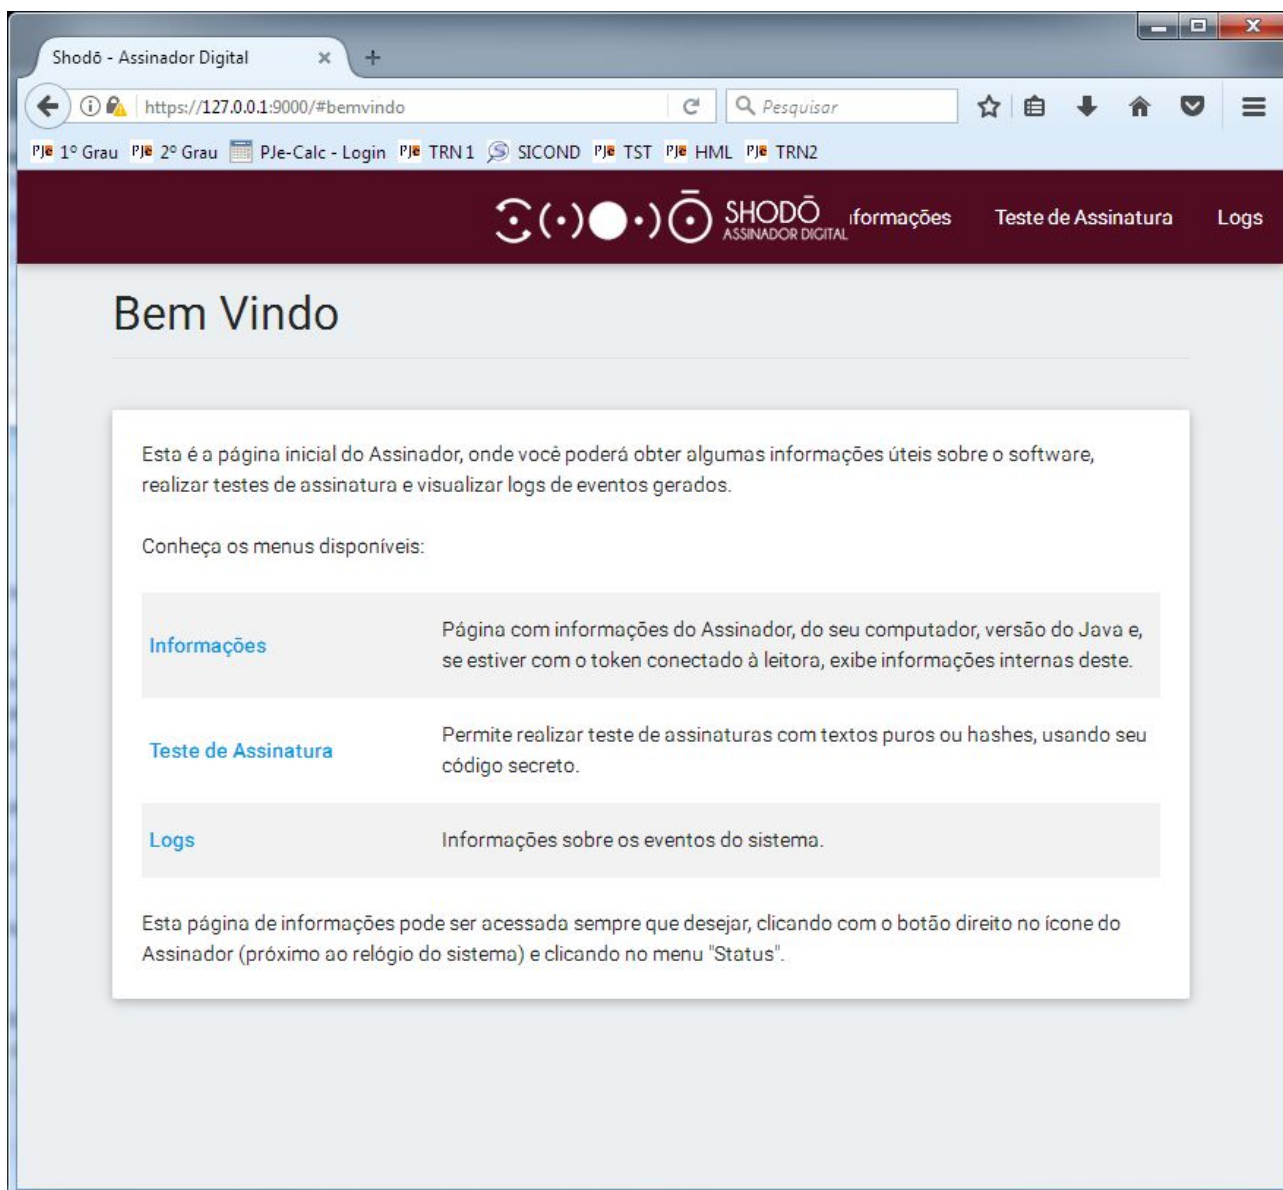 Shodō - Assinador Digital
https://127.0.0.1:9000/#bemvindo
Pesquisar
PJe 1º Grau PJe 2º Grau PJe-Calc - Login PJe TRN 1 SICOND PJe TST PJe HML PJe TRN2
SHODŌ
ASSINADOR DIGITAL
formações Teste de Assinatura Logs
Bem Vindo
Esta é a página inicial do Assinador, onde você poderá obter algumas informações úteis sobre o software,
realizar testes de assinatura e visualizar logs de eventos gerados.
Conheça os menus disponíveis:
Informações
Página com informações do Assinador, do seu computador, versão do Java e,
se estiver com o token conectado à leitora, exibe informações internas deste.
Teste de Assinatura
Permite realizar teste de assinaturas com textos puros ou hashes, usando seu
código secreto.
Logs
Informações sobre os eventos do sistema.
Esta página de informações pode ser acessada sempre que desejar, clicando com o botão direito no ícone do
Assinador (próximo ao relógio do sistema) e clicando no menu "Status".